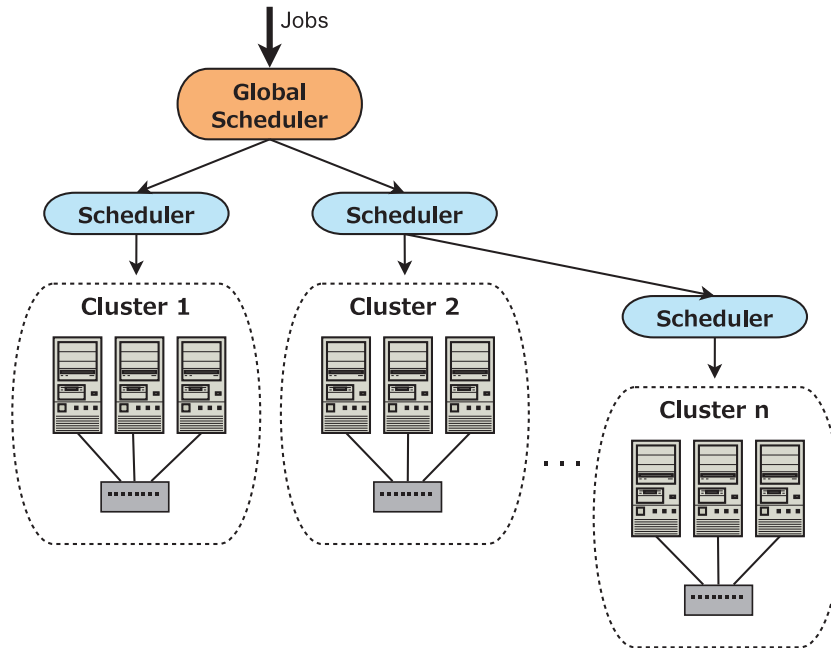 Jobs
Global
Scheduler
Scheduler
Scheduler
Cluster 1
Cluster 2
Scheduler
Cluster n
...